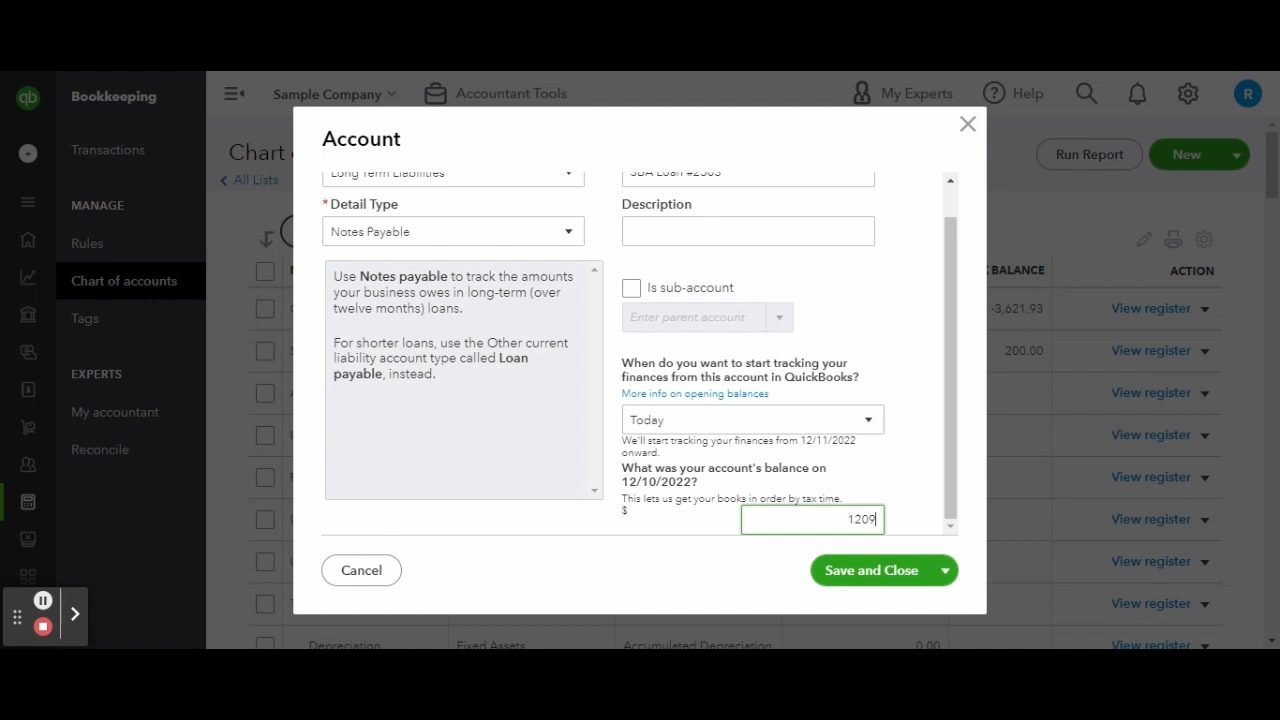 qb
Bookkeeping
Sample Company
Accountant Tools
My Experts
Help
R
Transactions
MANAGE
Rules
Chart of accounts
Tags
EXPERTS
My accountant
Reconcile
Chart
All Lists
Run Report
New
Account
Long Term Liabilities
SBA Loan #2503
*Detail Type
Description
Notes Payable
Use Notes payable to track the amounts
your business owes in long-term (over
twelve months) loans.
For shorter loans, use the Other current
liability account type called Loan
payable, instead.
Is sub-account
Enter parent account
When do you want to start tracking your
finances from this account in QuickBooks?
More info on opening balances
Today
We'll start tracking your finances from 12/11/2022
onward.
What was your account's balance on
12/10/2022?
This lets us get your books in order by tax time.
$
1209
Cancel
Save and Close
BALANCE
ACTION
-3,621.93
View register
200.00
View register
View register
View register
View register
View register
View register
View register
Depreciation
Fixed Assets
Accumulated Depreciation
0.00
View register